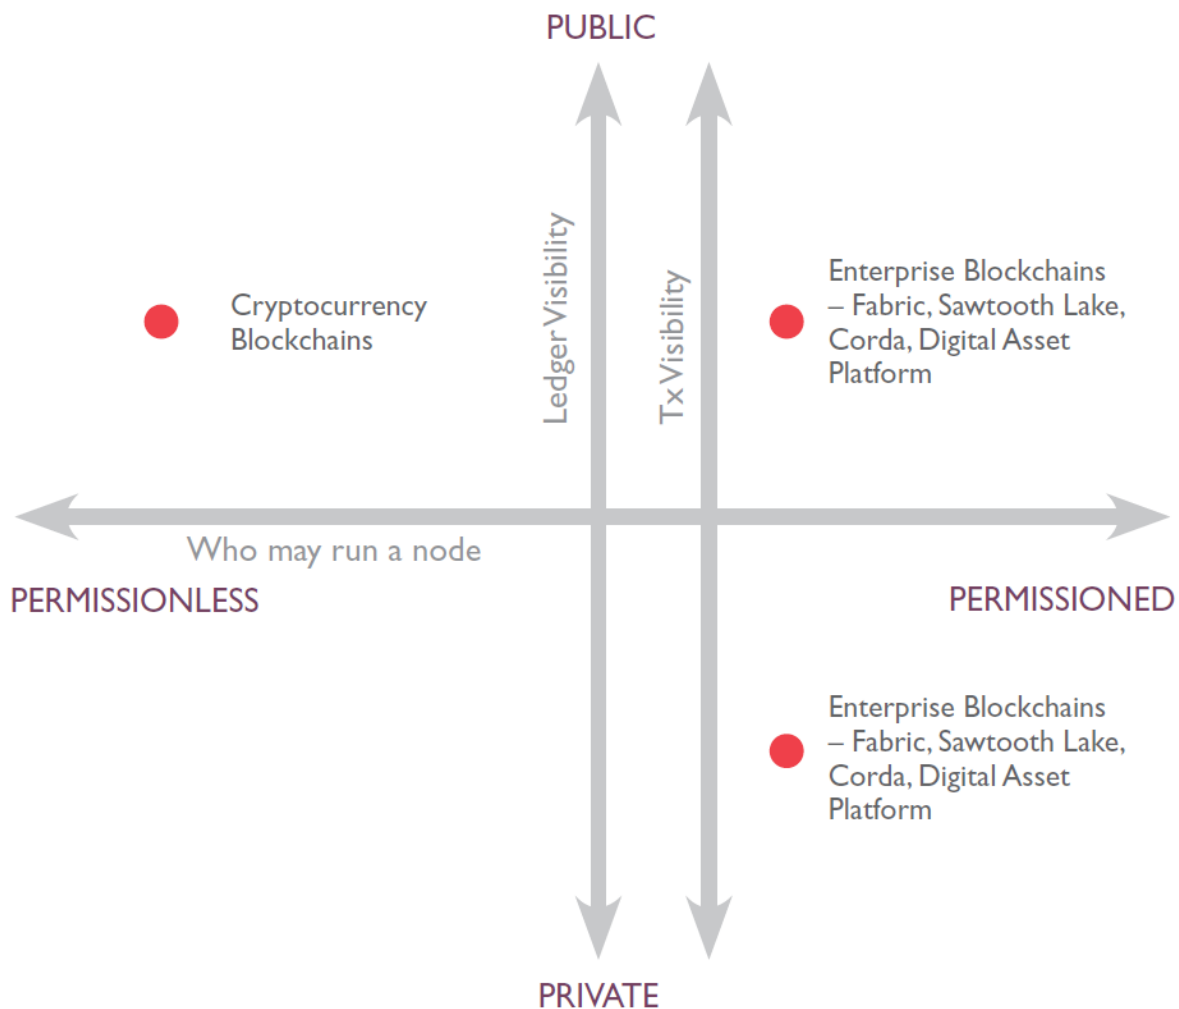 PUBLIC
Ledger Visibility
Tx Visibility
Cryptocurrency
Blockchains
Enterprise Blockchains
– Fabric, Sawtooth Lake,
Corda, Digital Asset
Platform
Who may run a node
PERMISSIONLESS
PERMISSIONED
Enterprise Blockchains
– Fabric, Sawtooth Lake,
Corda, Digital Asset
Platform
PRIVATE